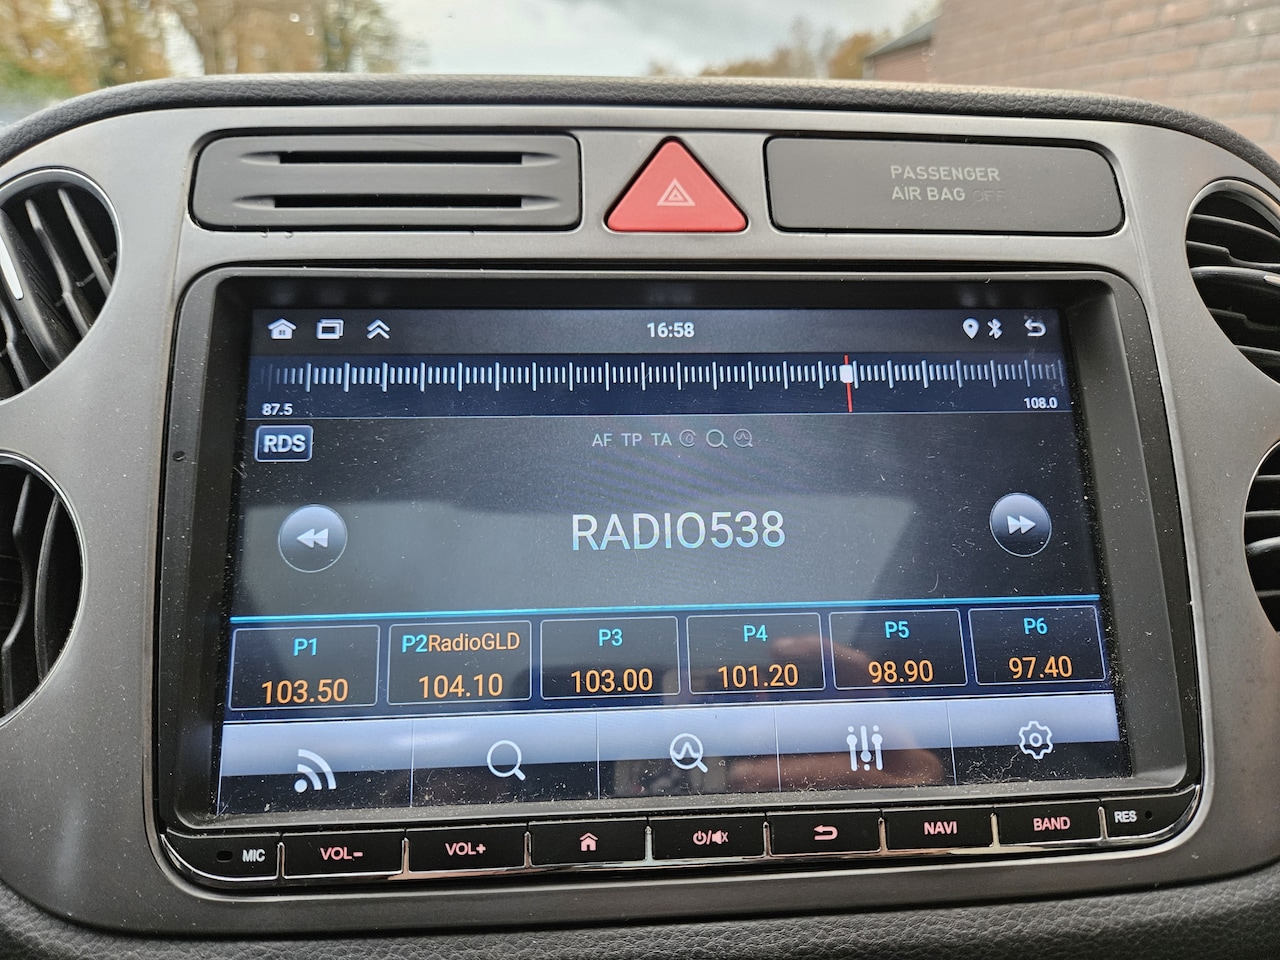 PASSENGER
AIR BAG OFF
16:58
87.5
108.0
RDS
AF TP TA
RADIO538
P1
103.50
P2RadioGLD
104.10
P3
103.00
P4
101.20
P5
98.90
P6
97.40
MIC
VOL-
VOL+
NAVI
BAND
RES